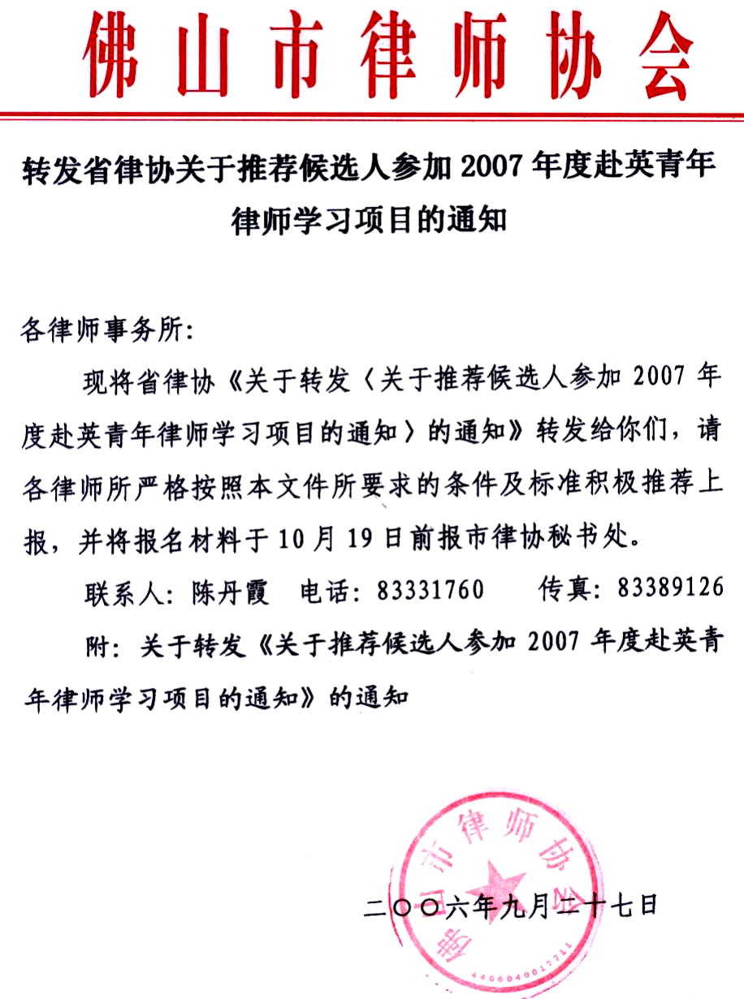 佛山市律师协会
转发省律协关于推荐候选人参加 2007 年度赴英青年
律师学习项目的通知
各律师事务所：
现将省律协《关于转发〈关于推荐候选人参加 2007 年
度赴英青年律师学习项目的通知〉的通知》转发给你们，请
各律师所严格按照本文件所要求的条件及标准积极推荐上
报，并将报名材料于 10 月 19 日前报市律协秘书处。
联系人：陈丹霞 电话：83331760 传真：83389126
附：关于转发《关于推荐候选人参加 2007 年度赴英青
年律师学习项目的通知》的通知
佛山市律师协会
二〇〇六年九月二十七日
4406040017711